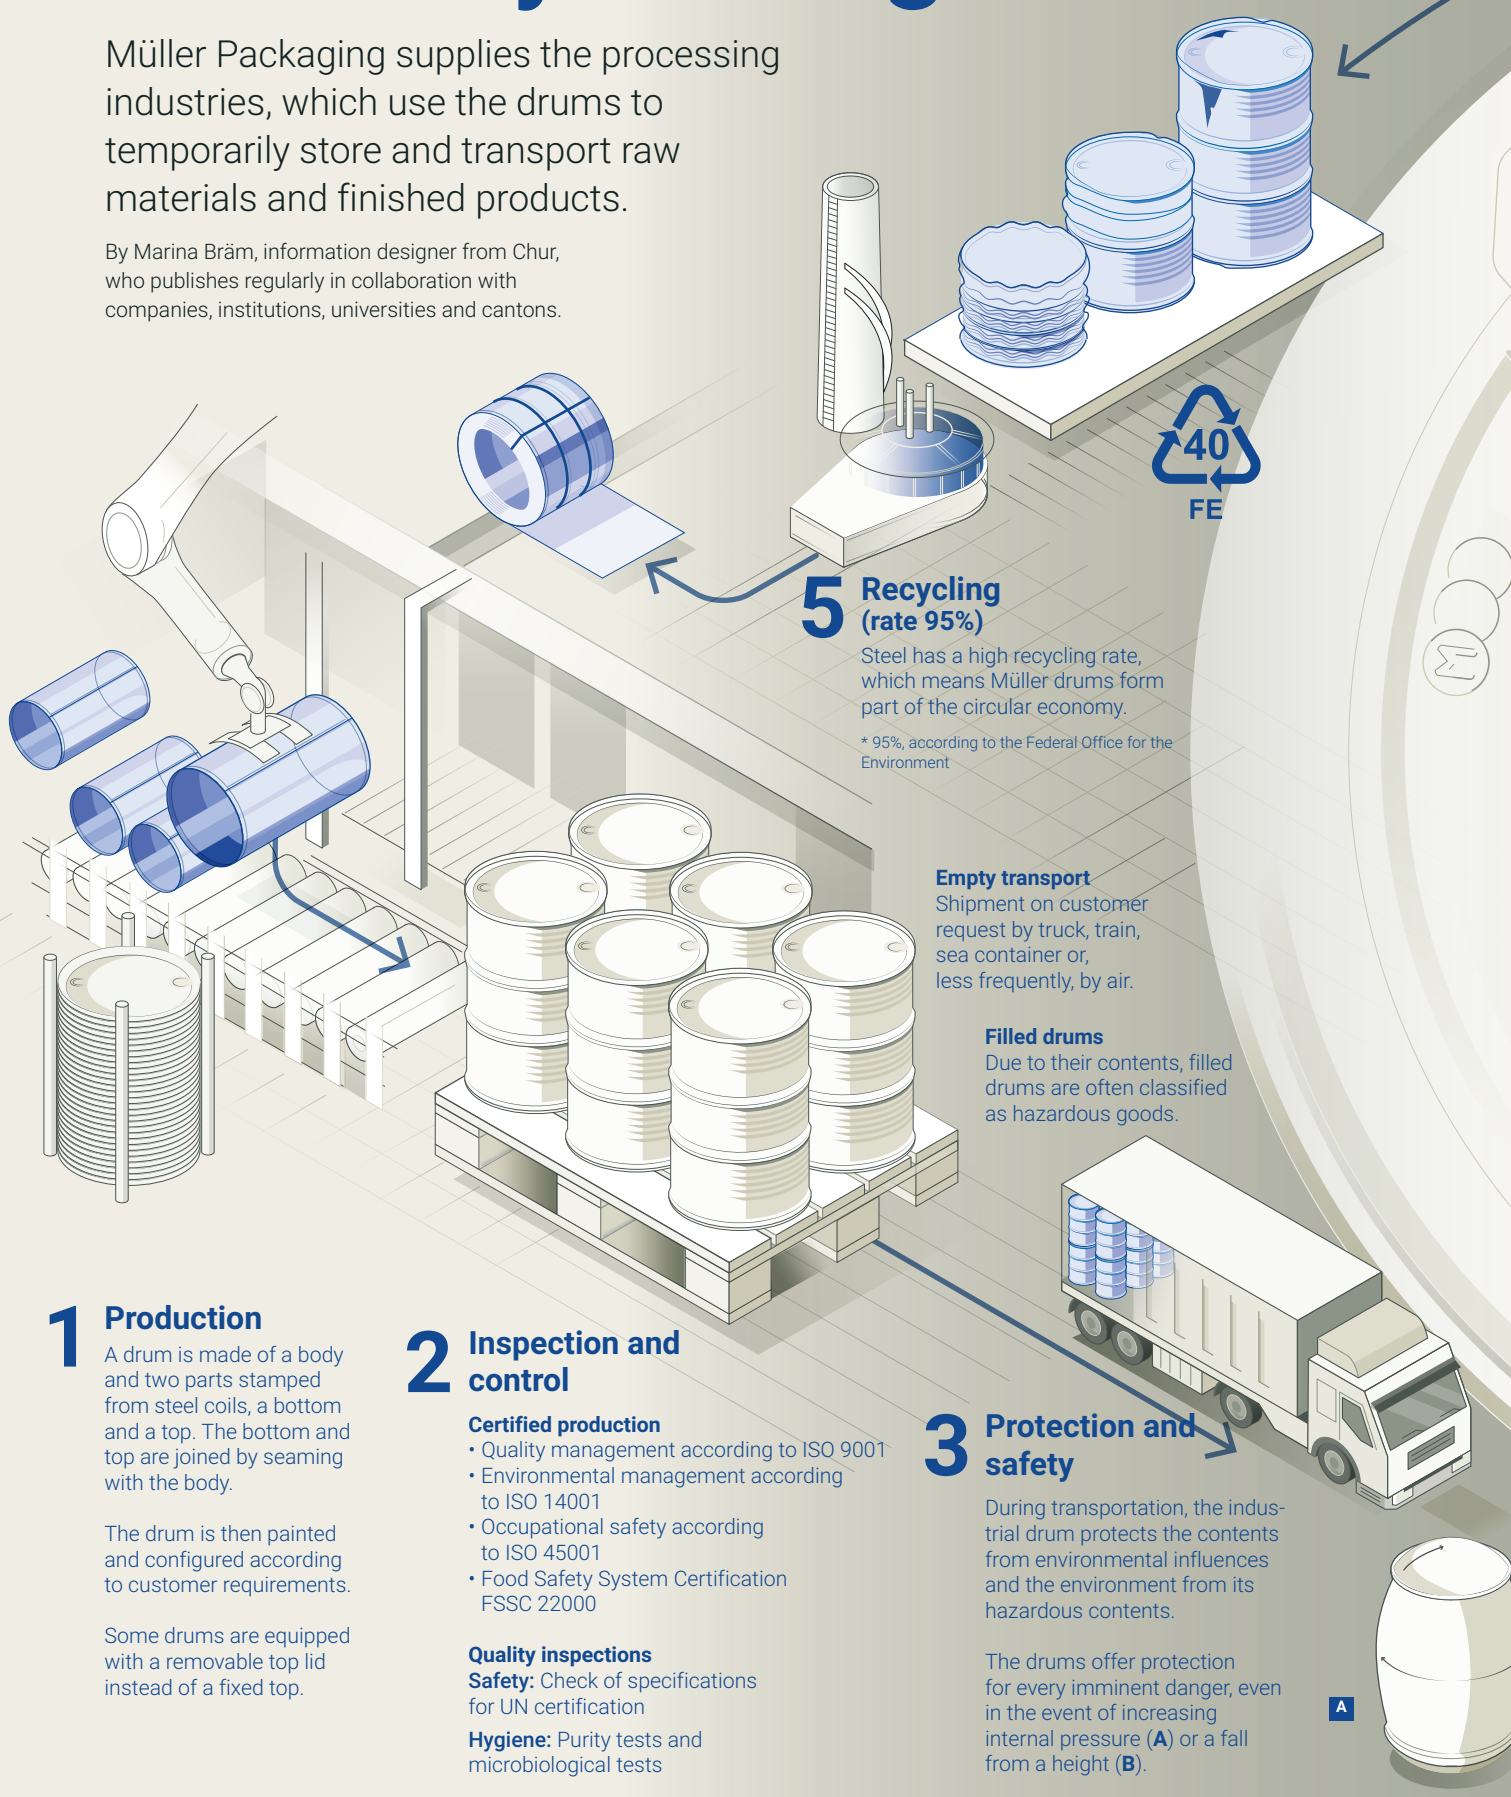 Müller Packaging supplies the processing
industries, which use the drums to
temporarily store and transport raw
materials and finished products.
By Marina Bräm, information designer from Chur,
who publishes regularly in collaboration with
companies, institutions, universities and cantons.
40
FE
5 Recycling
(rate 95%)
Steel has a high recycling rate,
which means Müller drums form
part of the circular economy.
* 95%, according to the Federal Office for the
Environment
Empty transport
Shipment on customer
request by truck, train,
sea container or,
less frequently, by air.
Filled drums
Due to their contents, filled
drums are often classified
as hazardous goods.
1 Production
A drum is made of a body
and two parts stamped
from steel coils, a bottom
and a top. The bottom and
top are joined by seaming
with the body.
The drum is then painted
and configured according
to customer requirements.
Some drums are equipped
with a removable top lid
instead of a fixed top.
2 Inspection and
control
Certified production
• Quality management according to ISO 9001
• Environmental management according
to ISO 14001
• Occupational safety according
to ISO 45001
• Food Safety System Certification
FSSC 22000
Quality inspections
Safety: Check of specifications
for UN certification
Hygiene: Purity tests and
microbiological tests
3 Protection and
safety
During transportation, the indus-
trial drum protects the contents
from environmental influences
and the environment from its
hazardous contents.
The drums offer protection
for every imminent danger, even
in the event of increasing
internal pressure (A) or a fall
from a height (B).
A